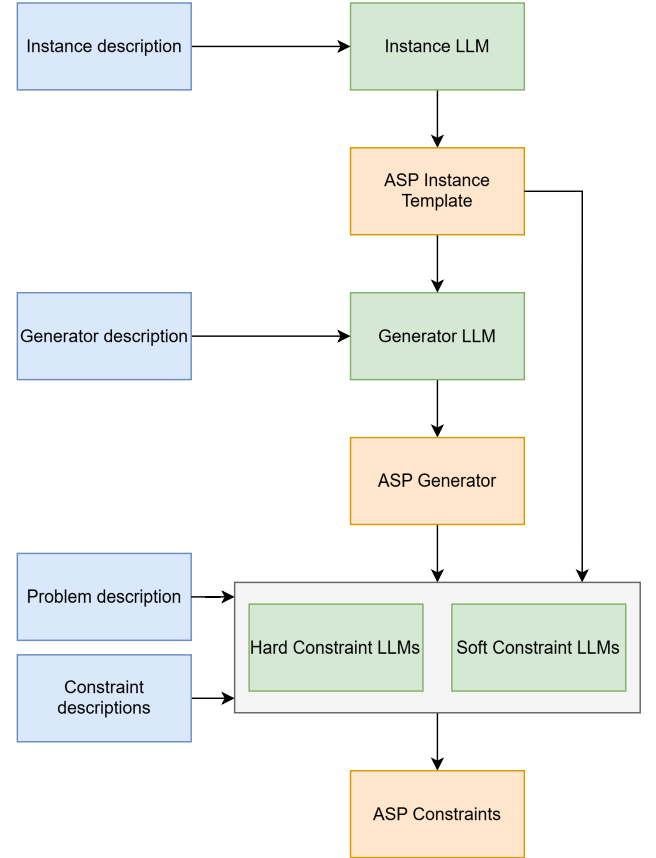 Instance description
Instance LLM
ASP Instance
Template
Generator description
Generator LLM
ASP Generator
Problem description
Hard Constraint LLMs
Soft Constraint LLMs
Constraint
descriptions
ASP Constraints